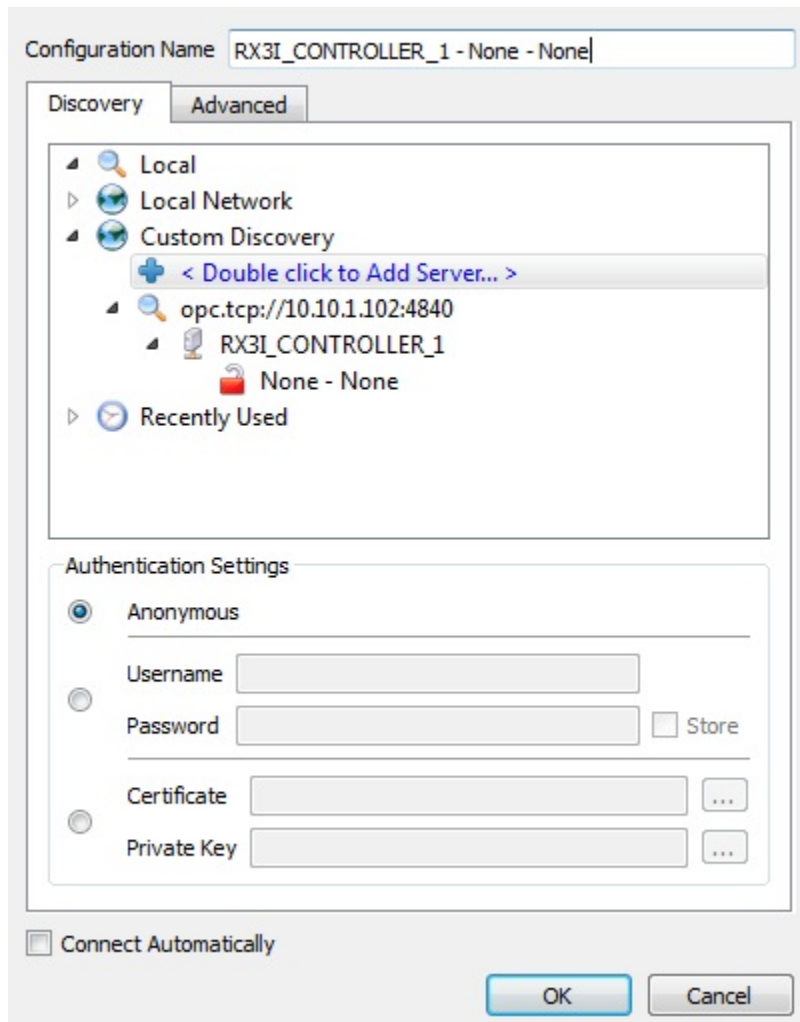 Configuration Name RX3I_CONTROLLER_1 - None - None
Discovery Advanced
Local
Local Network
Custom Discovery
< Double click to Add Server... >
opc.tcp://10.10.1.102:4840
RX3I_CONTROLLER_1
None - None
Recently Used
Authentication Settings
Anonymous
Username
Password Store
Certificate ...
Private Key ...
Connect Automatically
OK Cancel